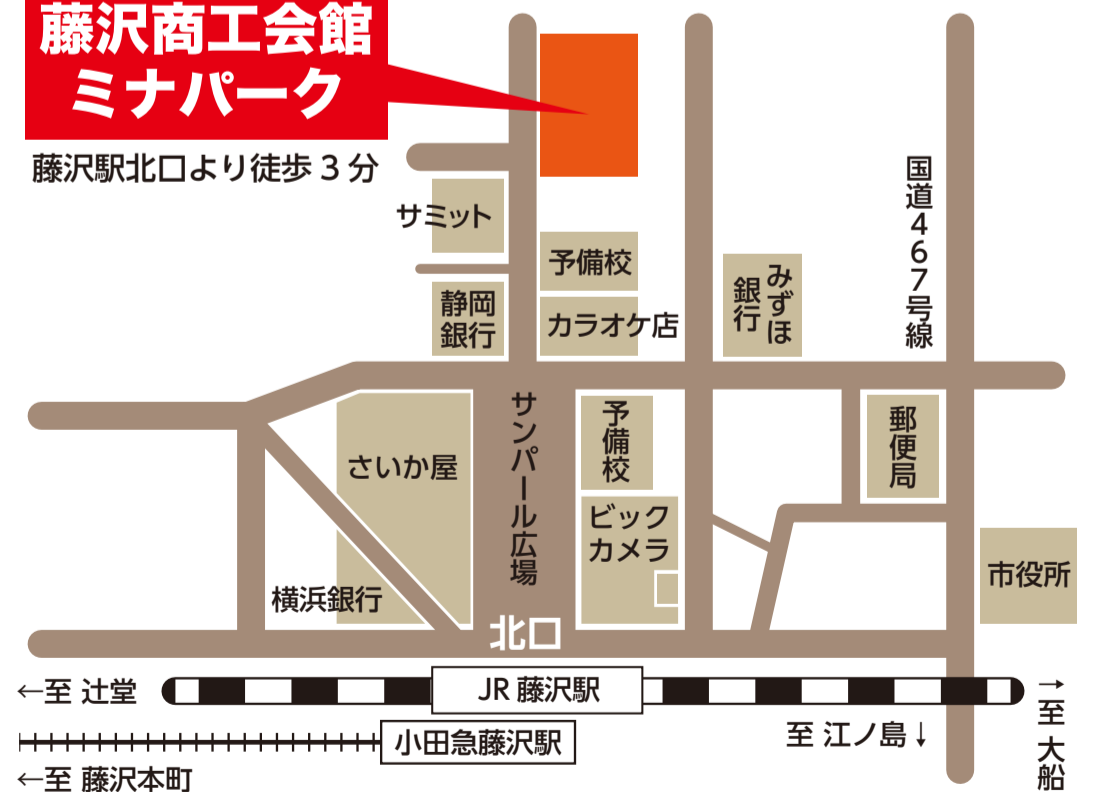 藤沢商工会館
ミナパーク
藤沢駅北口より徒歩3分
サミット
予備校
静岡
銀行
カラオケ店
みずほ
銀行
国道467号線
さいか屋
サンパール広場
予備校
ビック
カメラ
郵便局
市役所
横浜銀行
北口
←至 辻堂
JR 藤沢駅
→至 大船
小田急藤沢駅
至 江ノ島↓
←至 藤沢本町